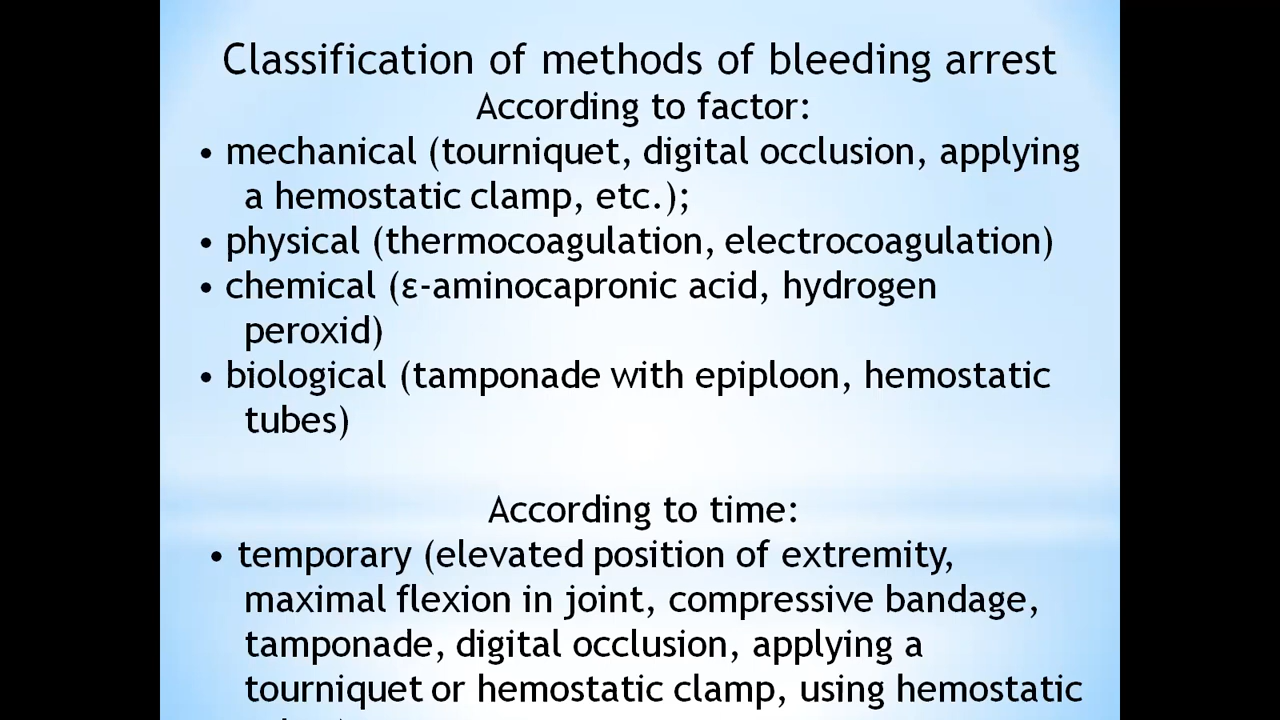 Classification of methods of bleeding arrest
According to factor:
• mechanical (tourniquet, digital occlusion, applying
a hemostatic clamp, etc.);
• physical (thermocoagulation, electrocoagulation)
• chemical (ε-aminocapronic acid, hydrogen
peroxid)
• biological (tamponade with epiploon, hemostatic
tubes)
According to time:
• temporary (elevated position of extremity,
maximal flexion in joint, compressive bandage,
tamponade, digital occlusion, applying a
tourniquet or hemostatic clamp, using hemostatic